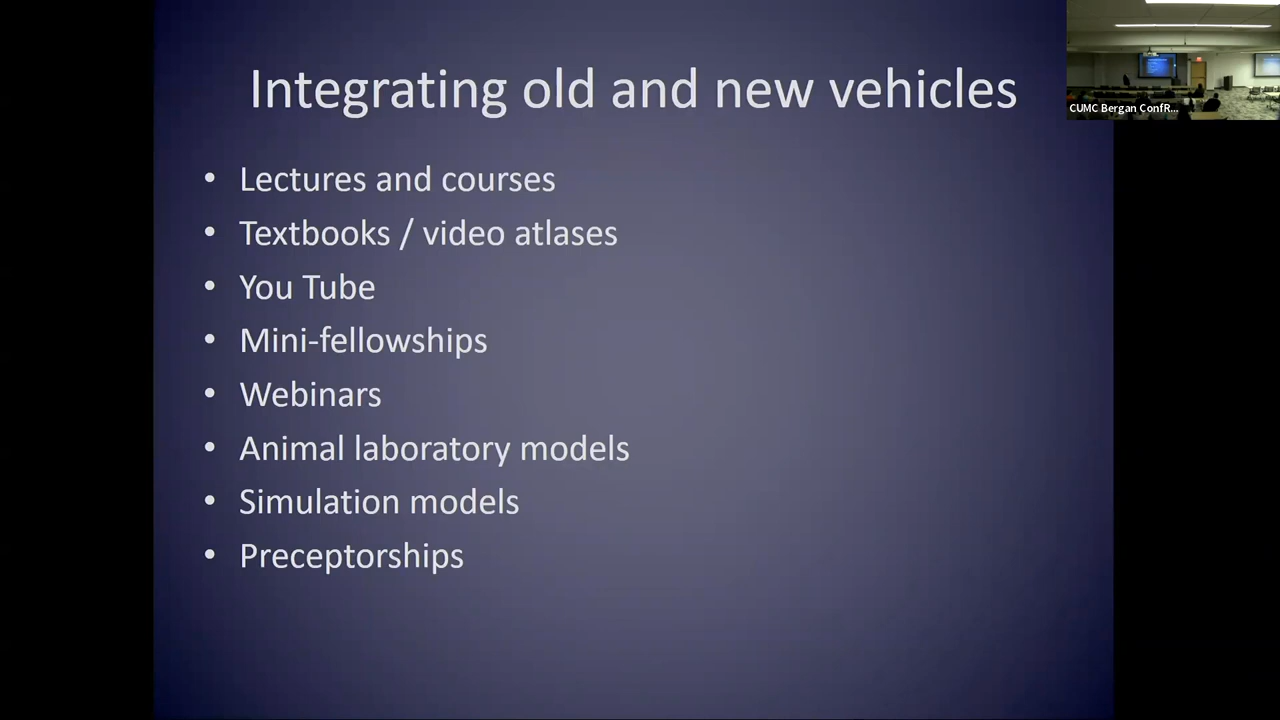 Integrating old and new vehicles
• Lectures and courses
• Textbooks / video atlases
• You Tube
• Mini-fellowships
• Webinars
• Animal laboratory models
• Simulation models
• Preceptorships
CUMC Bergan ConfR...